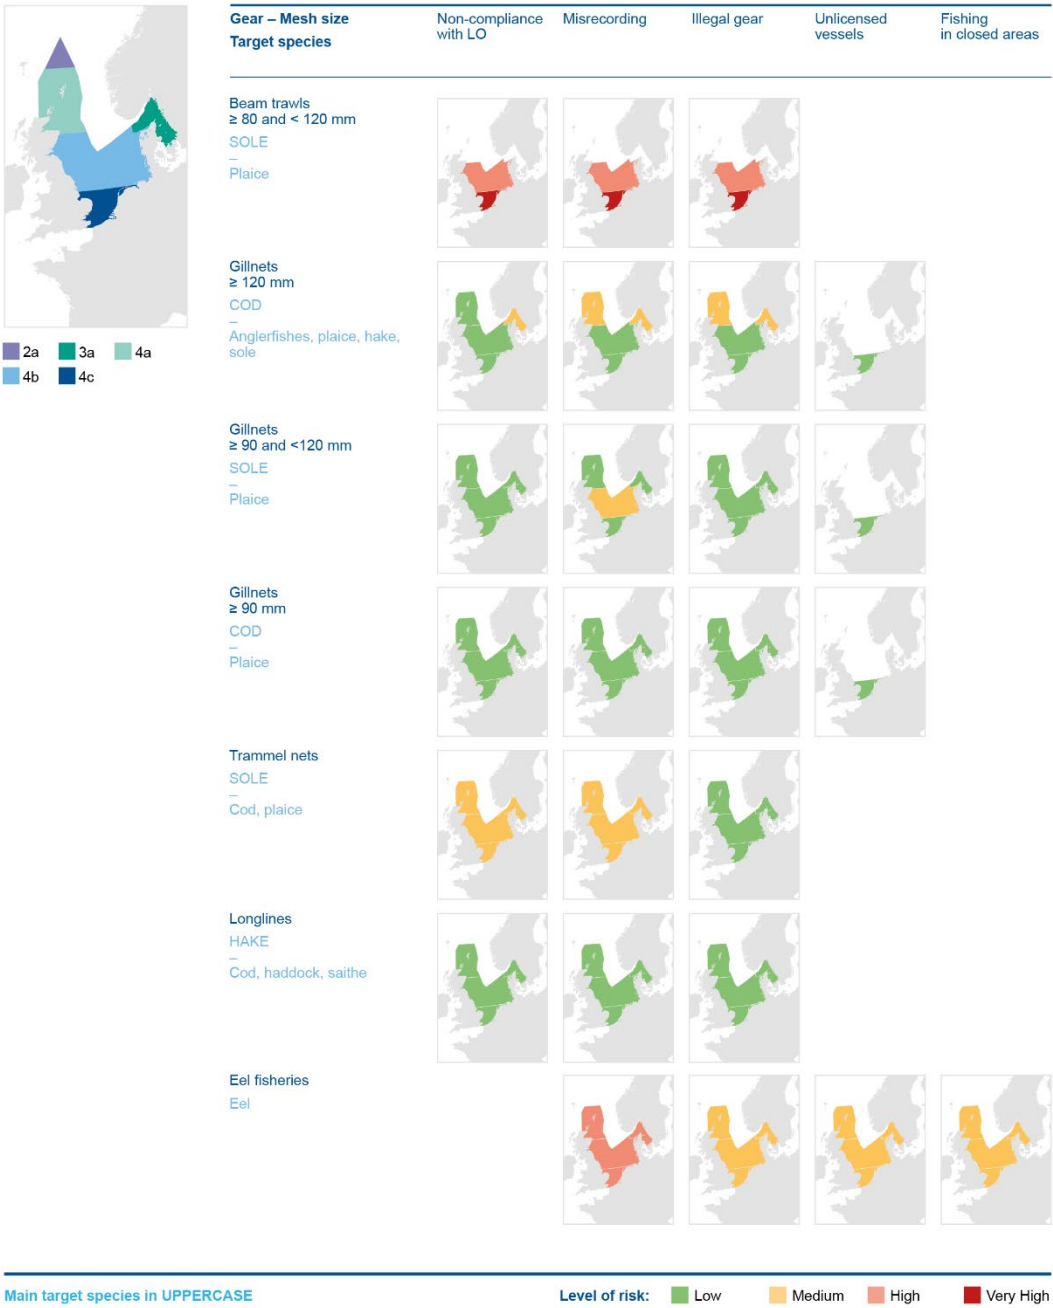 Gear – Mesh size
Target species
Non-compliance
with LO
Misrecording
Illegal gear
Unlicensed
vessels
Fishing
in closed areas
2a
3a
4a
4b
4c
Beam trawls
≥ 80 and < 120 mm
SOLE
–
Plaice
Gillnets
≥ 120 mm
COD
–
Anglerfishes, plaice, hake,
sole
Gillnets
≥ 90 and <120 mm
SOLE
–
Plaice
Gillnets
≥ 90 mm
COD
–
Plaice
Trammel nets
SOLE
–
Cod, plaice
Longlines
HAKE
–
Cod, haddock, saithe
Eel fisheries
Eel
Main target species in UPPERCASE
Level of risk:
Low
Medium
High
Very High